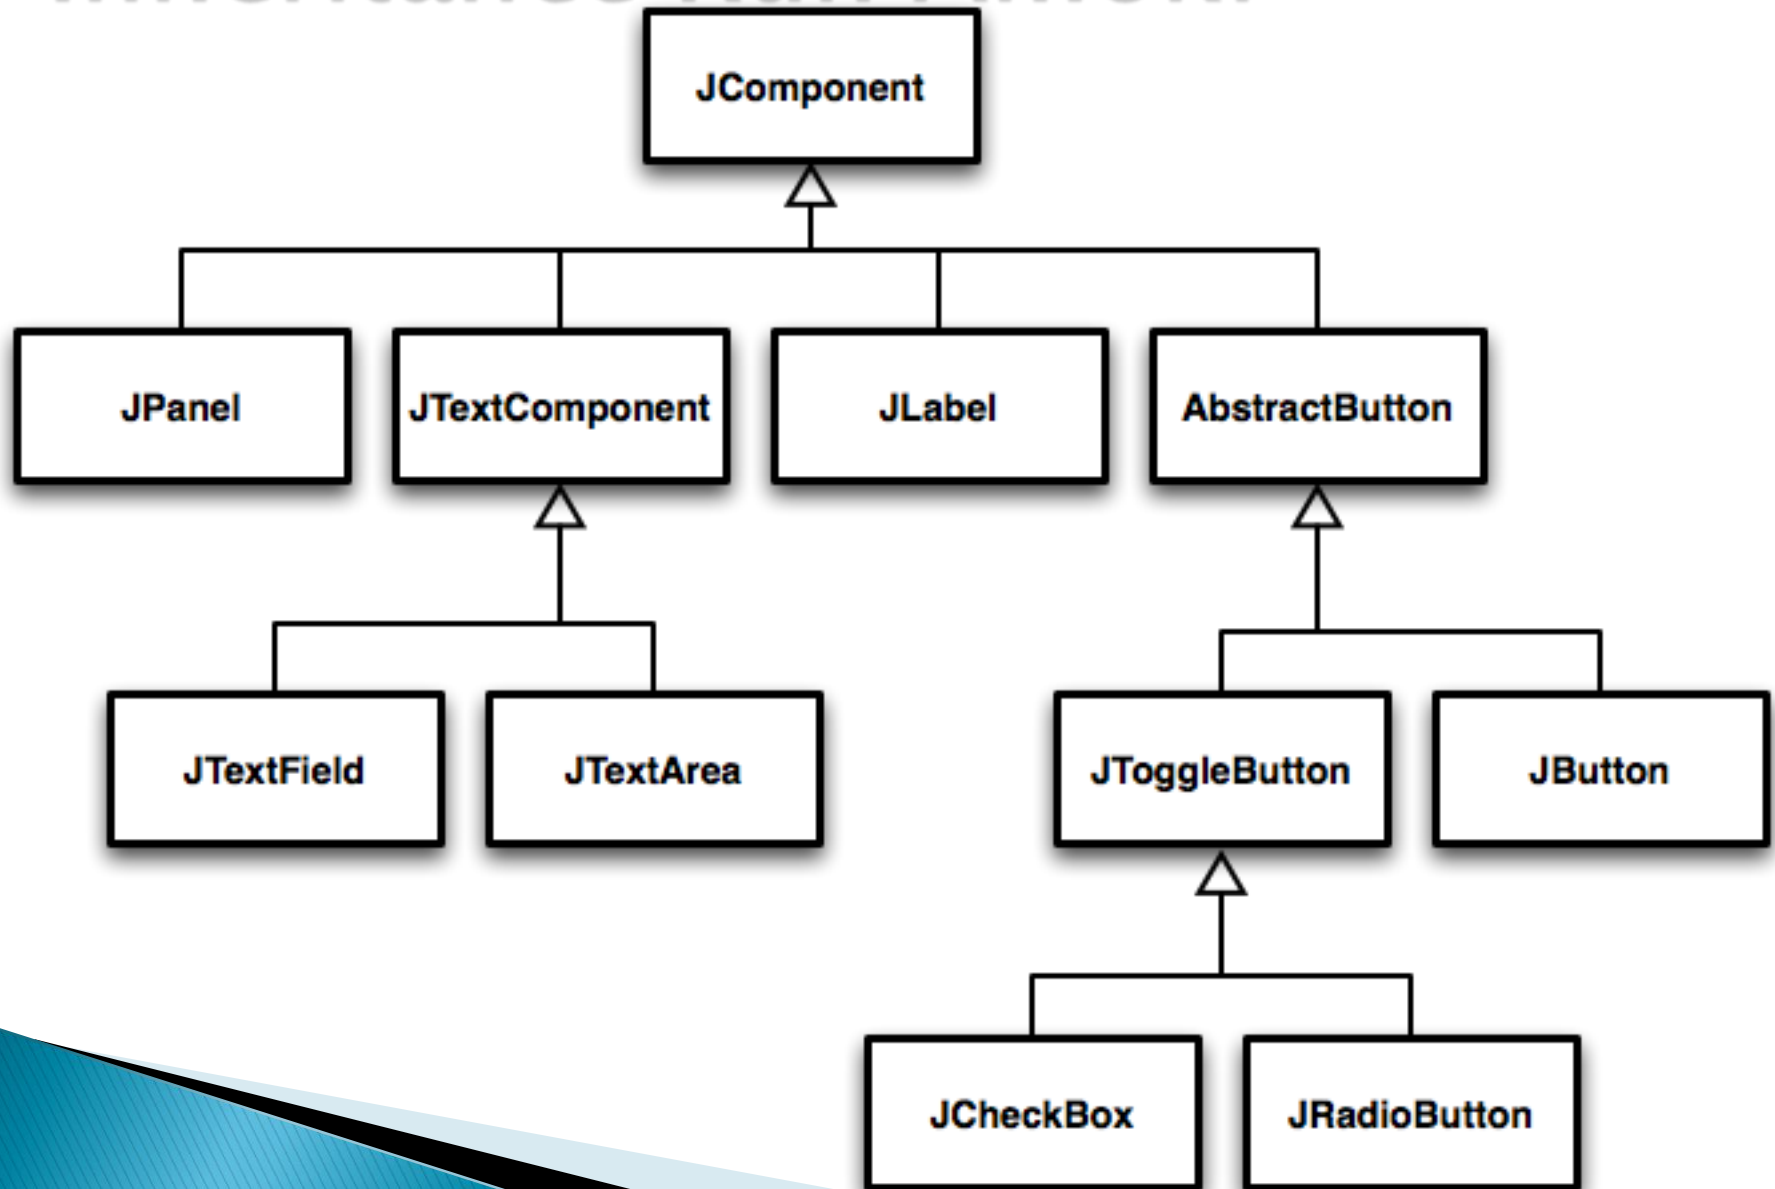 JComponent
JPanel
JTextComponent
JLabel
AbstractButton
JTextField
JTextArea
JToggleButton
JButton
JCheckBox
JRadioButton